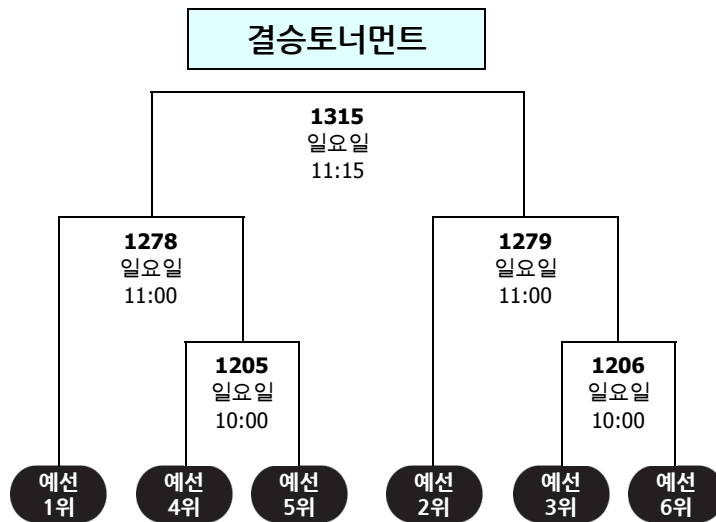 결승토너먼트
1315
일요일
11:15
1278
일요일
11:00
1279
일요일
11:00
1205
일요일
10:00
1206
일요일
10:00
예선
1위
예선
4위
예선
5위
예선
2위
예선
3위
예선
6위